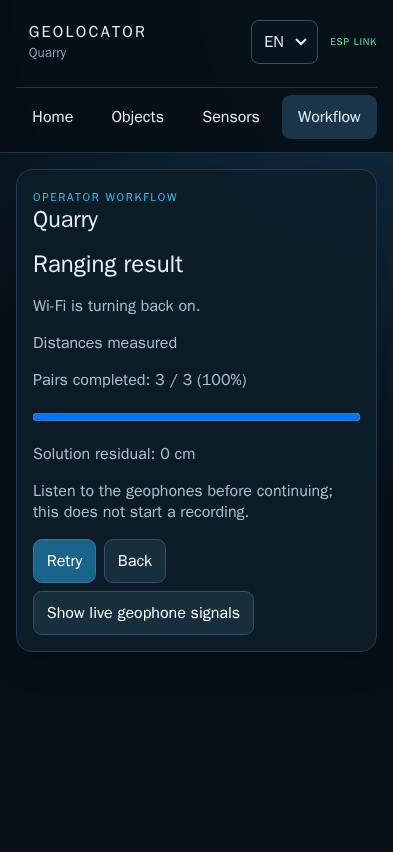 GEOLOCATOR
Quarry
EN
ESP LINK
Home
Objects
Sensors
Workflow
OPERATOR WORKFLOW
Quarry
Ranging result
Wi-Fi is turning back on.
Distances measured
Pairs completed: 3 / 3 (100%)
Solution residual: 0 cm
Listen to the geophones before continuing;
this does not start a recording.
Retry
Back
Show live geophone signals